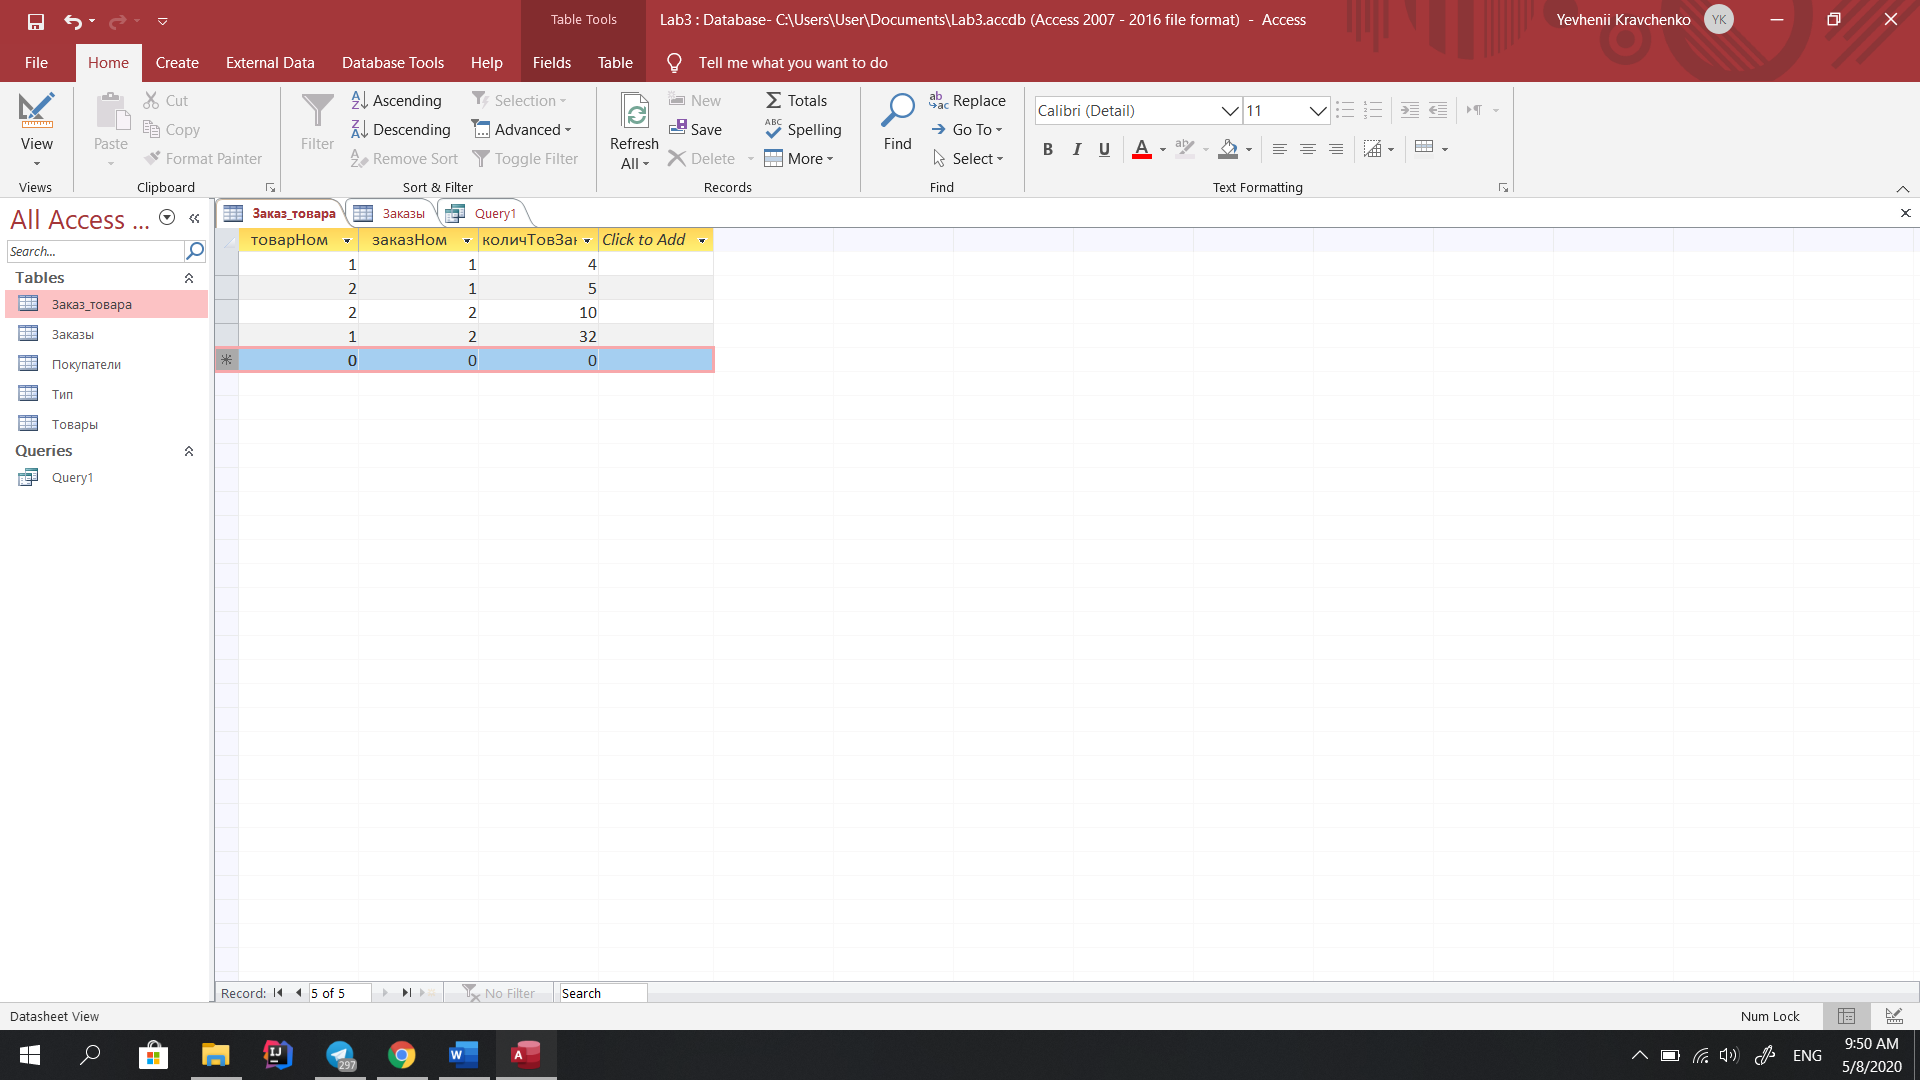 Table Tools
Lab3 : Database- C:\Users\User\Documents\Lab3.accdb (Access 2007 - 2016 file format) - Access
Yevhenii Kravchenko
YK
File
Home
Create
External Data
Database Tools
Help
Fields
Table
Tell me what you want to do
View
Views
Paste
Cut
Copy
Format Painter
Clipboard
Filter
Ascending
Descending
Remove Sort
Selection
Advanced
Toggle Filter
Sort & Filter
Refresh
All
New
Save
Delete
Totals
Spelling
More
Records
Find
Replace
Go To
Select
Find
Calibri (Detail)
11
B I U
Text Formatting
All Access ...
Search...
Tables
Заказ_товара
Заказы
Покупатели
Тип
Товары
Queries
Query1
Заказ_товара
Заказы
Query1
товарНом заказНом количТовЗак Click to Add
1 1 4
2 1 5
2 2 10
1 2 32
0 0 0
Record: 5 of 5 No Filter Search
Datasheet View
Num Lock
297
ENG
9:50 AM
5/8/2020